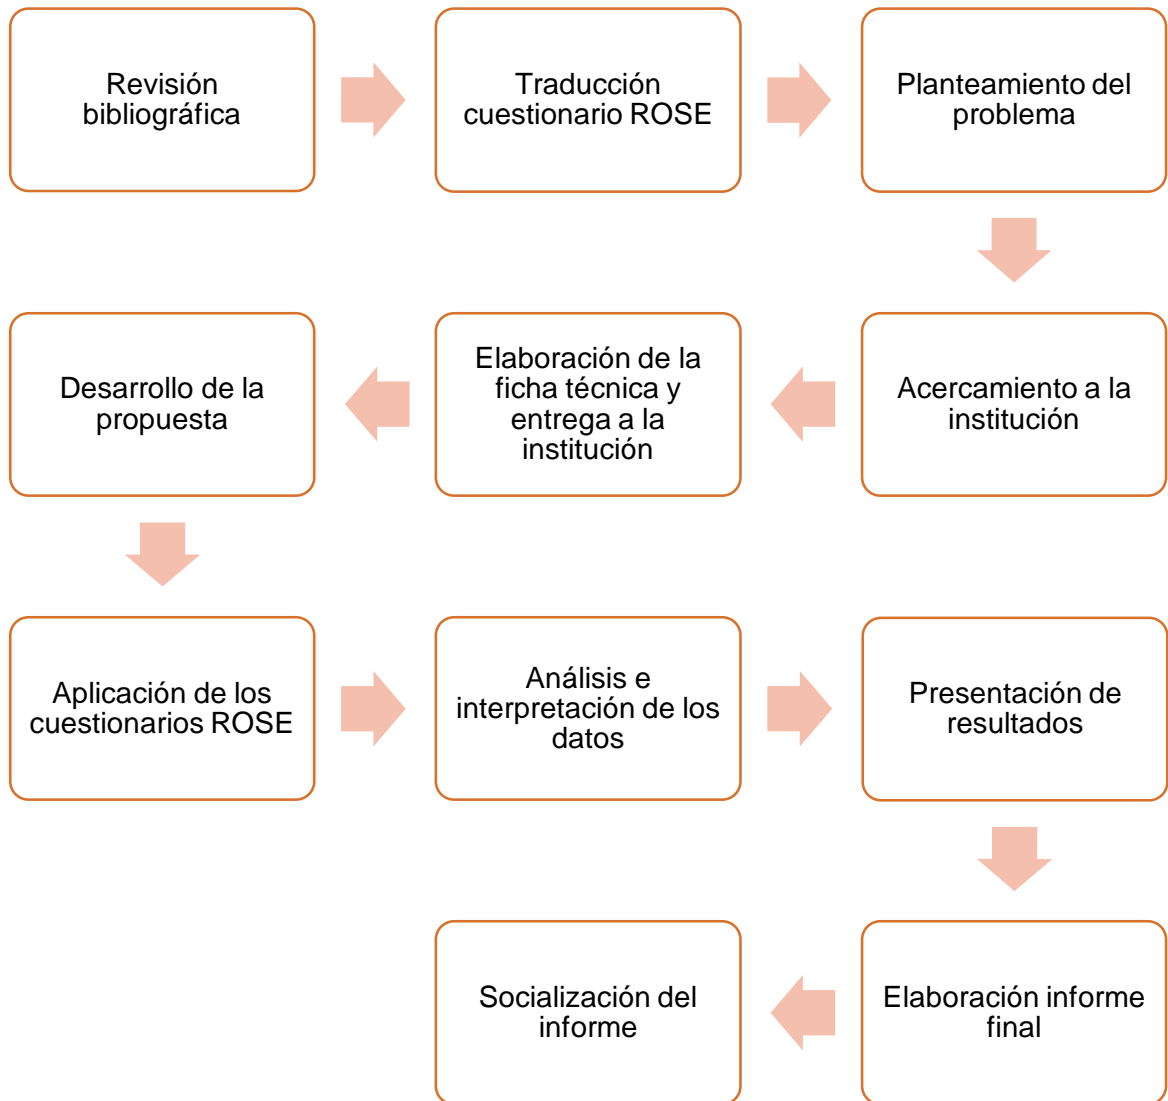 Revisión
bibliográfica
Traducción
cuestionario ROSE
Planteamiento del
problema
Acercamiento a la
institución
Elaboración de la
ficha técnica y
entrega a la
institución
Desarrollo de la
propuesta
Aplicación de los
cuestionarios ROSE
Análisis e
interpretación de los
datos
Presentación de
resultados
Elaboración informe
final
Socialización del
informe